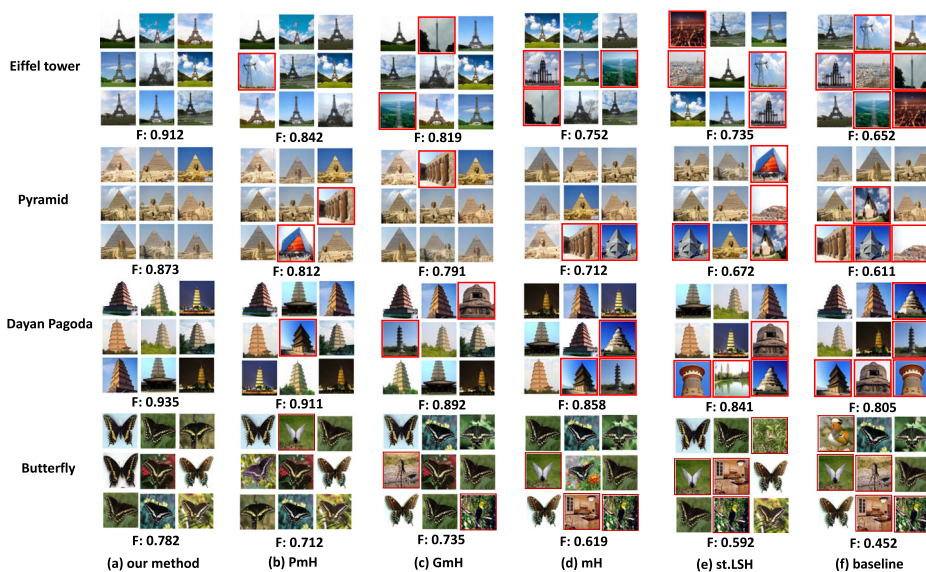 Eiffel tower
F: 0.912 F: 0.842 F: 0.819 F: 0.752 F: 0.735 F: 0.652
Pyramid
F: 0.873 F: 0.812 F: 0.791 F: 0.712 F: 0.672 F: 0.611
Dayan Pagoda
F: 0.935 F: 0.911 F: 0.892 F: 0.858 F: 0.841 F: 0.805
Butterfly
F: 0.782 F: 0.712 F: 0.735 F: 0.619 F: 0.592 F: 0.452
(a) our method (b) PmH (c) GmH (d) mH (e) st.LSH (f) baseline